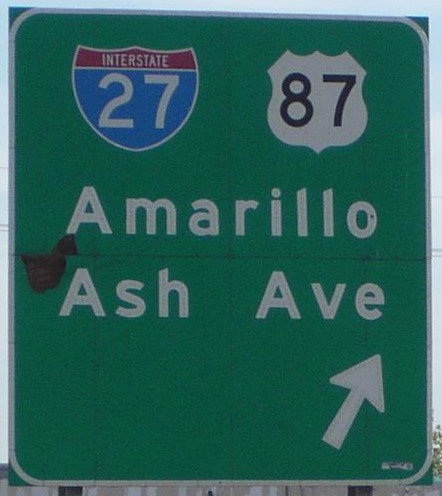 INTERSTATE
27 87
Amarillo
Ash Ave